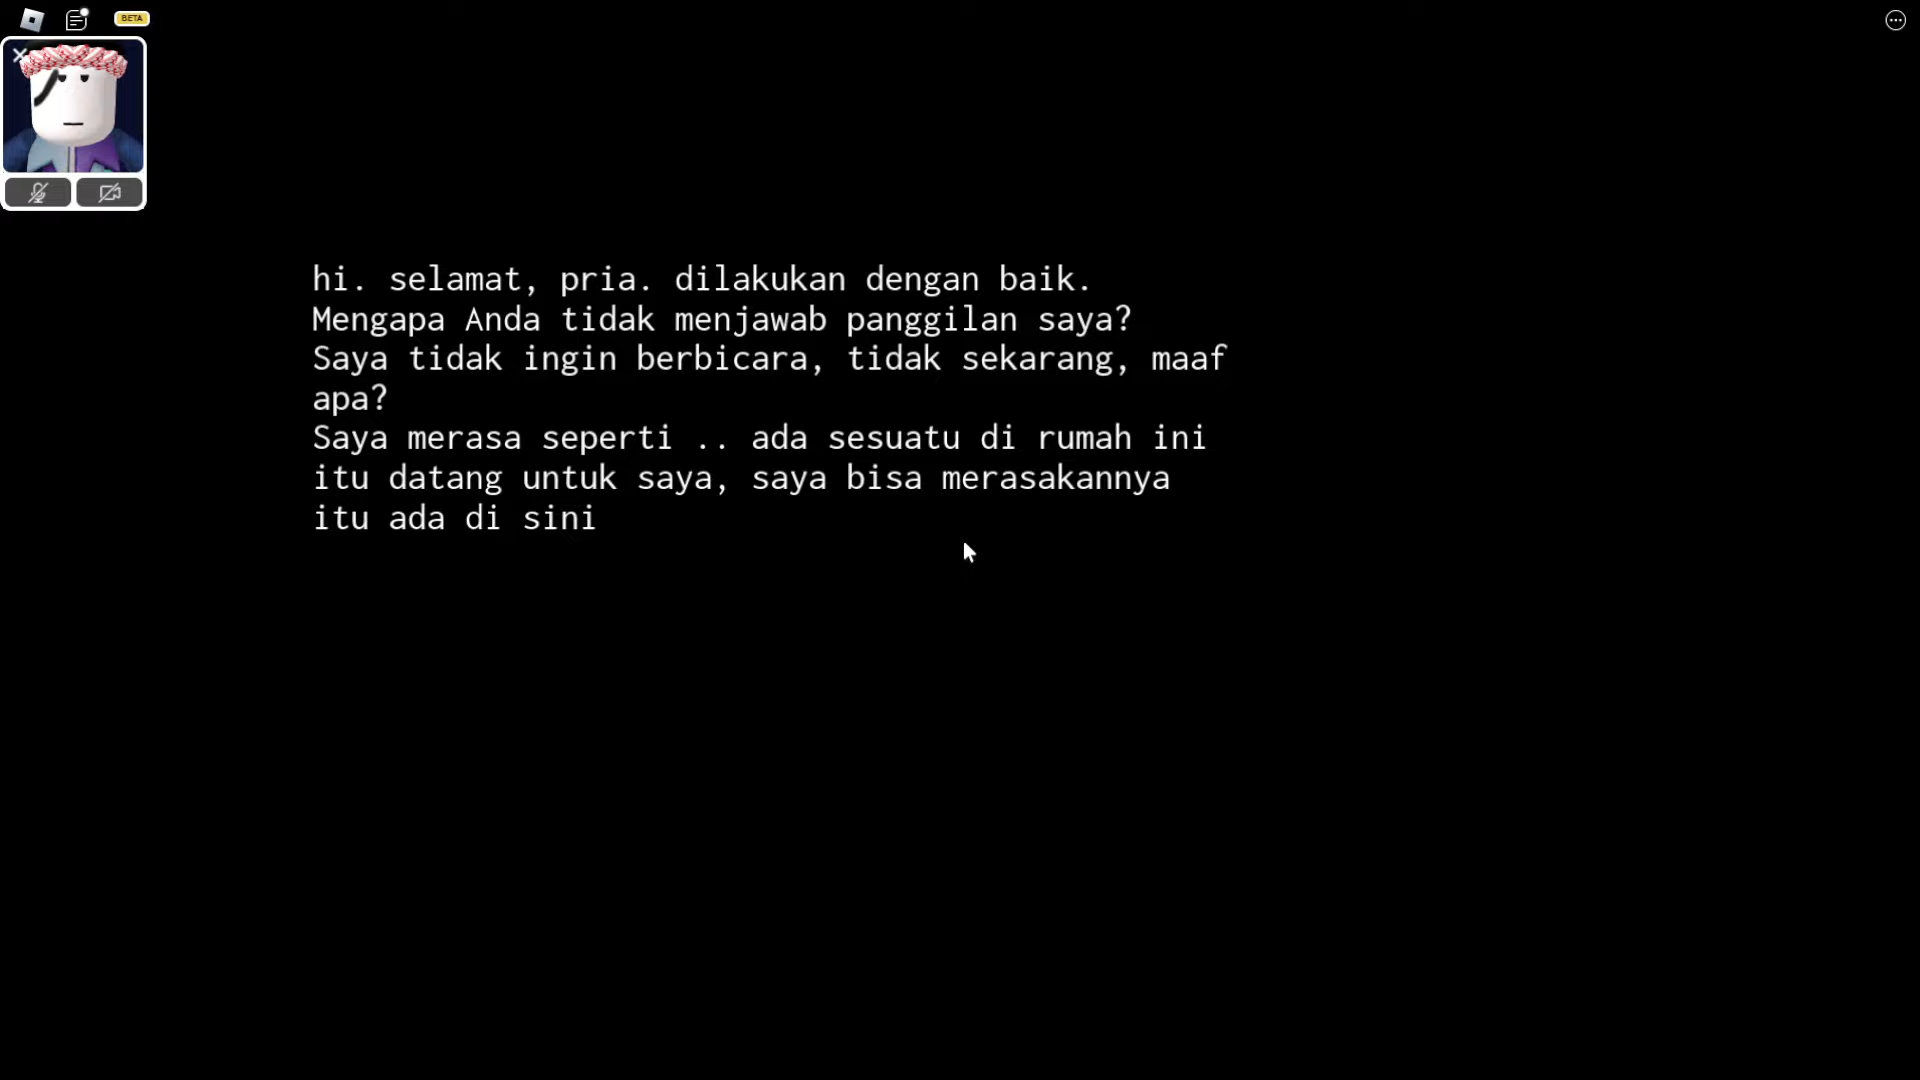 BETA
hi. selamat, pria. dilakukan dengan baik.
Mengapa Anda tidak menjawab panggilan saya?
Saya tidak ingin berbicara, tidak sekarang, maaf
apa?
Saya merasa seperti .. ada sesuatu di rumah ini
itu datang untuk saya, saya bisa merasakannya
itu ada di sini